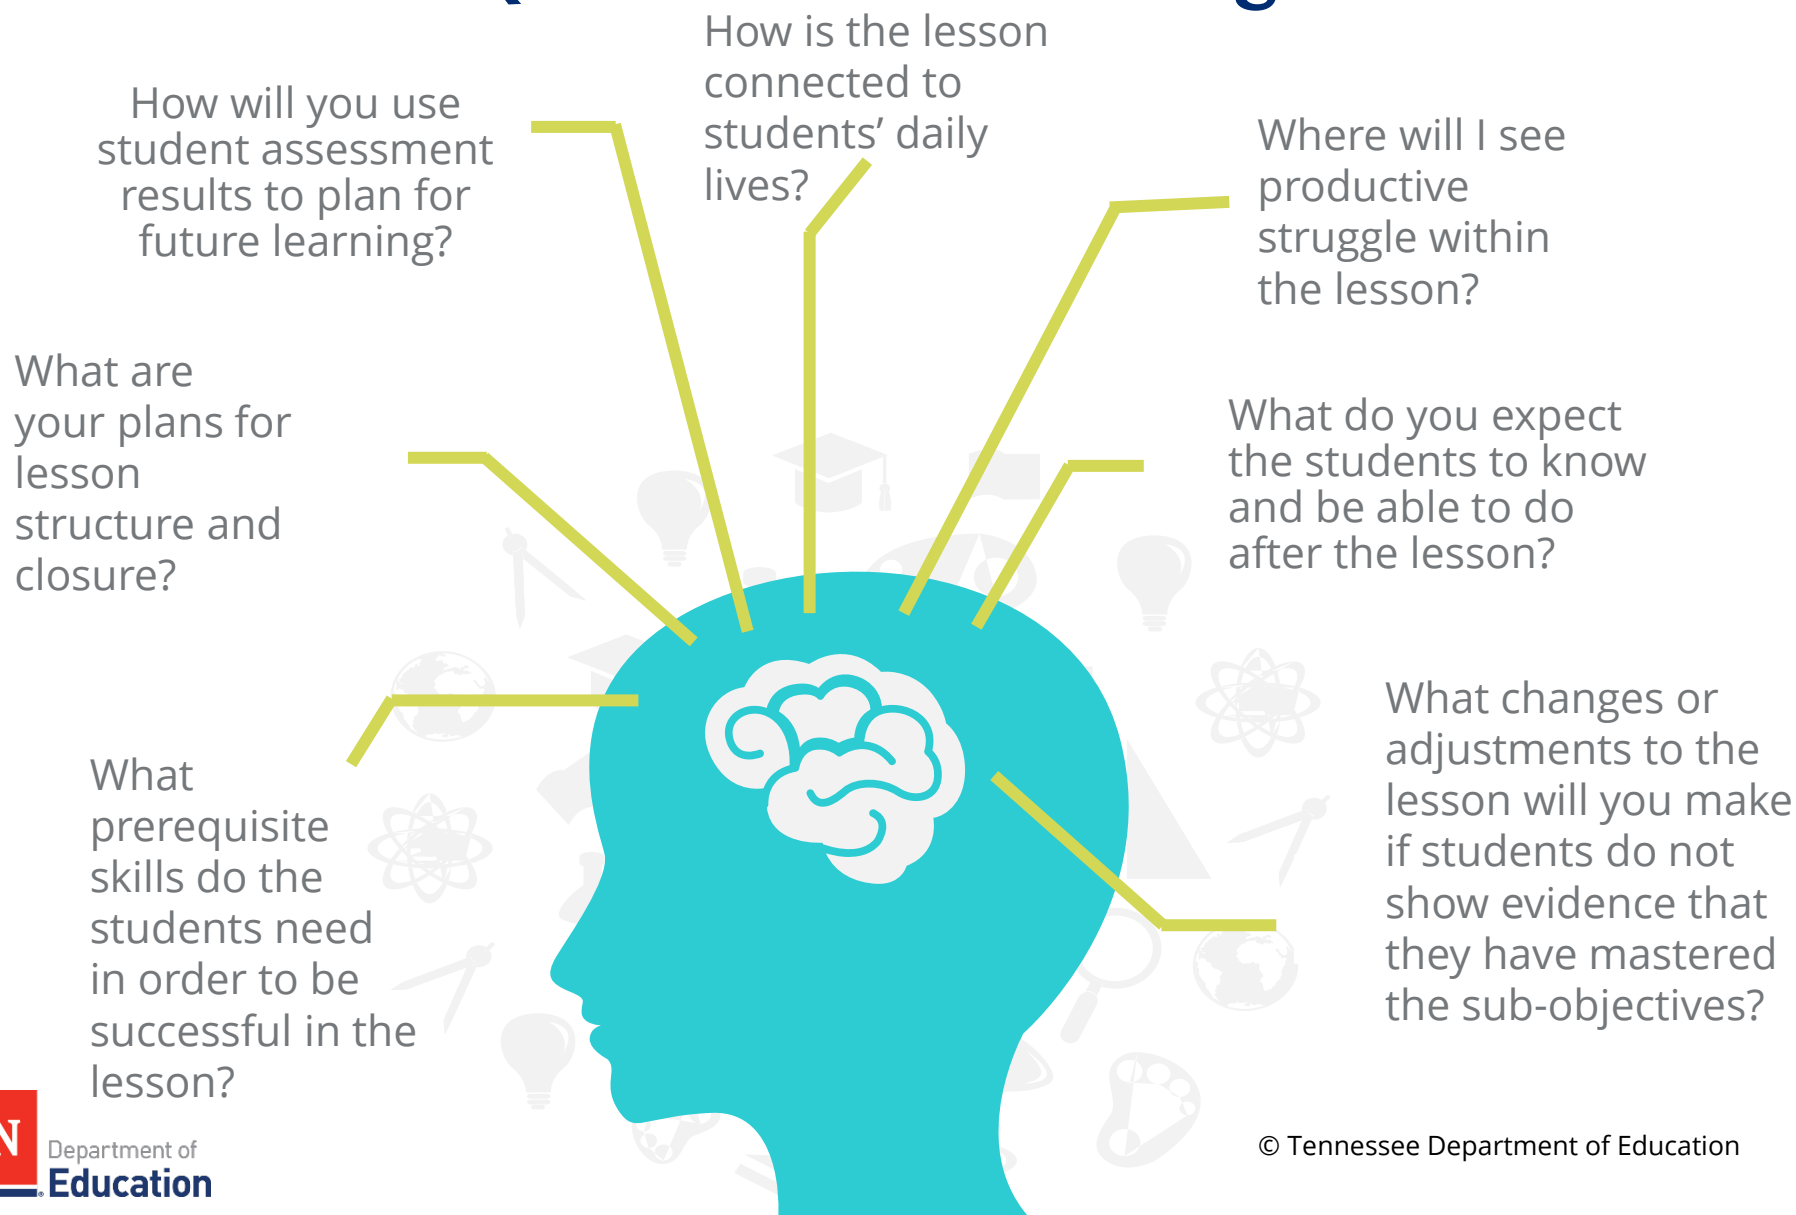 How is the lesson
connected to
students’ daily
lives?
How will you use
student assessment
results to plan for
future learning?
Where will I see
productive
struggle within
the lesson?
What are
your plans for
lesson
structure and
closure?
What do you expect
the students to know
and be able to do
after the lesson?
What changes or
adjustments to the
lesson will you make
if students do not
show evidence that
they have mastered
the sub-objectives?
What
prerequisite
skills do the
students need
in order to be
successful in the
lesson?
N
Department of
Education
© Tennessee Department of Education